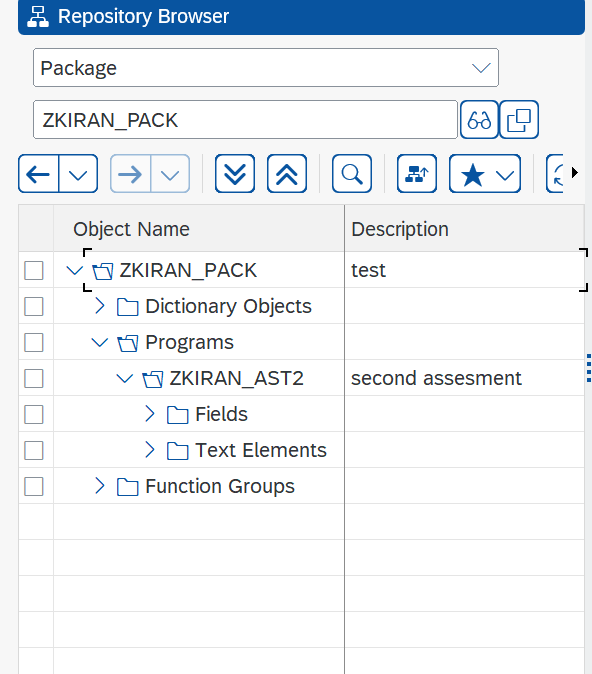 Repository Browser
Package
ZKIRAN_PACK
Object Name Description
ZKIRAN_PACK test
Dictionary Objects
Programs
ZKIRAN_AST2 second assesment
Fields
Text Elements
Function Groups